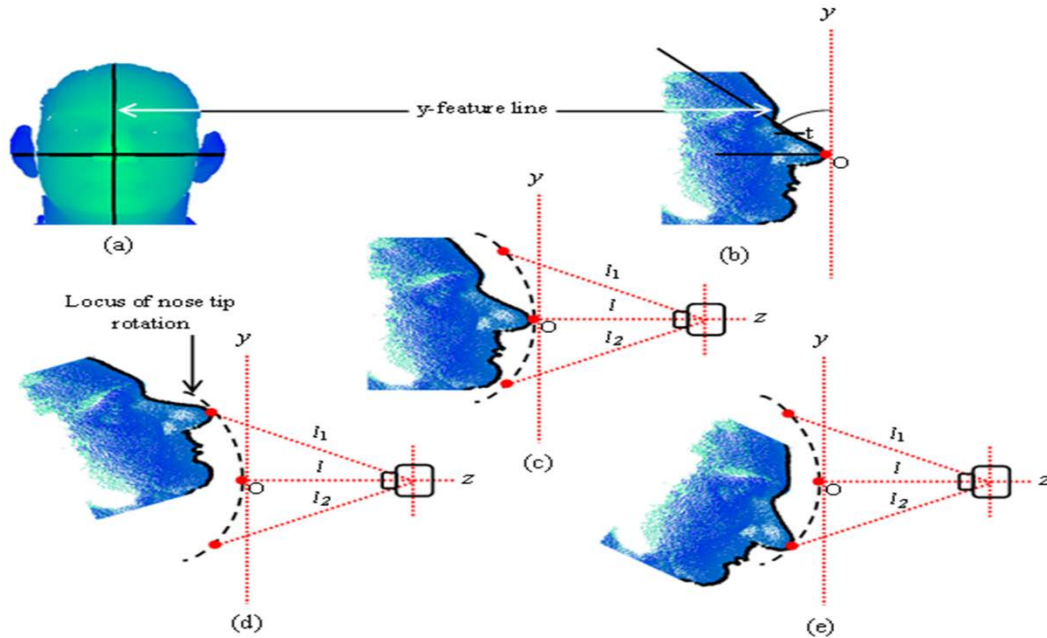 y
y-feature line
t
O
(a)
(b)
y
l₁
l
z
O
l₂
(c)
Locus of nose tip
rotation
y
l₁
l
z
O
l₂
(d)
y
l₁
l
z
O
l₂
(e)